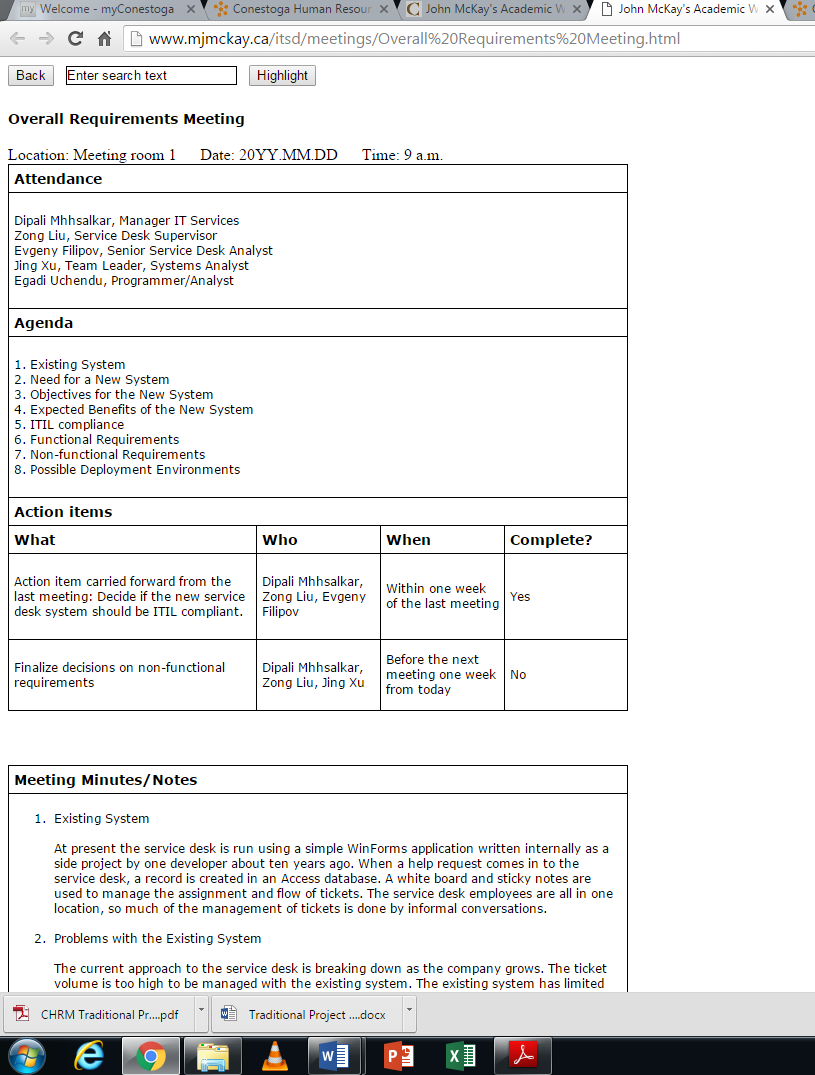 my Welcome - myConestoga
Conestoga Human Resour
John McKay's Academic W
John McKay's Academic W
www.mjmckay.ca/itsd/meetings/Overall%20Requirements%20Meeting.html
Back Enter search text Highlight
Overall Requirements Meeting
Location: Meeting room 1 Date: 20YY.MM.DD Time: 9 a.m.
Attendance
Dipali Mhhsalkar, Manager IT Services
Zong Liu, Service Desk Supervisor
Evgeny Filipov, Senior Service Desk Analyst
Jing Xu, Team Leader, Systems Analyst
Egadi Uchendu, Programmer/Analyst
Agenda
1. Existing System
2. Need for a New System
3. Objectives for the New System
4. Expected Benefits of the New System
5. ITIL compliance
6. Functional Requirements
7. Non-functional Requirements
8. Possible Deployment Environments
Action items
What Who When Complete?
Action item carried forward from the
last meeting: Decide if the new service
desk system should be ITIL compliant.
Dipali Mhhsalkar,
Zong Liu, Evgeny
Filipov
Within one week
of the last meeting
Yes
Finalize decisions on non-functional
requirements
Dipali Mhhsalkar,
Zong Liu, Jing Xu
Before the next
meeting one week
from today
No
Meeting Minutes/Notes
1. Existing System
At present the service desk is run using a simple WinForms application written internally as a
side project by one developer about ten years ago. When a help request comes in to the
service desk, a record is created in an Access database. A white board and sticky notes are
used to manage the assignment and flow of tickets. The service desk employees are all in one
location, so much of the management of tickets is done by informal conversations.
2. Problems with the Existing System
The current approach to the service desk is breaking down as the company grows. The ticket
volume is too high to be managed with the existing system. The existing system has limited
CHRM Traditional Pr....pdf
Traditional Project ....docx